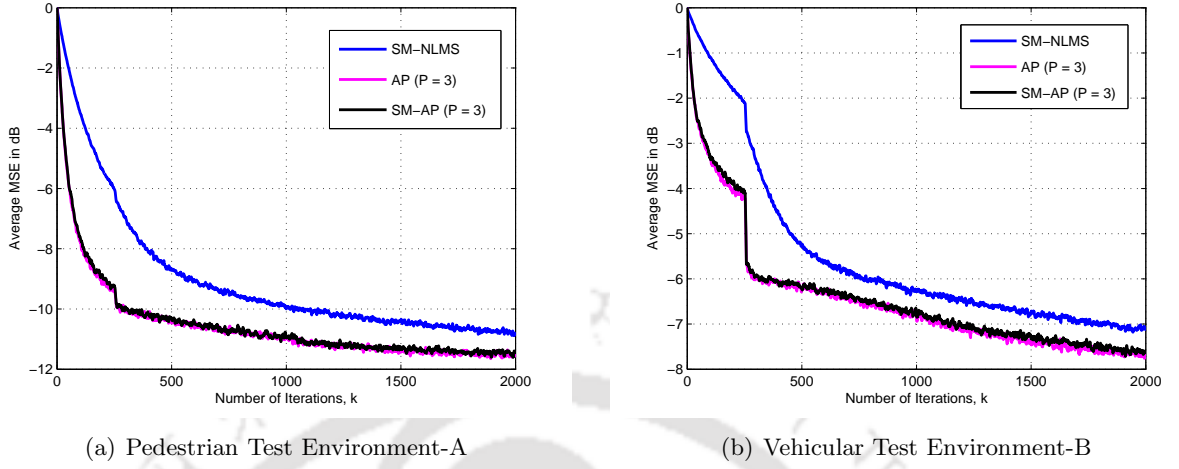 0
−2
−4
−6
−8
−10
−12
Average MSE in dB
SM−NLMS
AP (P = 3)
SM−AP (P = 3)
0 500 1000 1500 2000
Number of Iterations, k
(a) Pedestrian Test Environment-A
0
−1
−2
−3
−4
−5
−6
−7
−8
Average MSE in dB
SM−NLMS
AP (P = 3)
SM−AP (P = 3)
0 500 1000 1500 2000
Number of Iterations, k
(b) Vehicular Test Environment-B